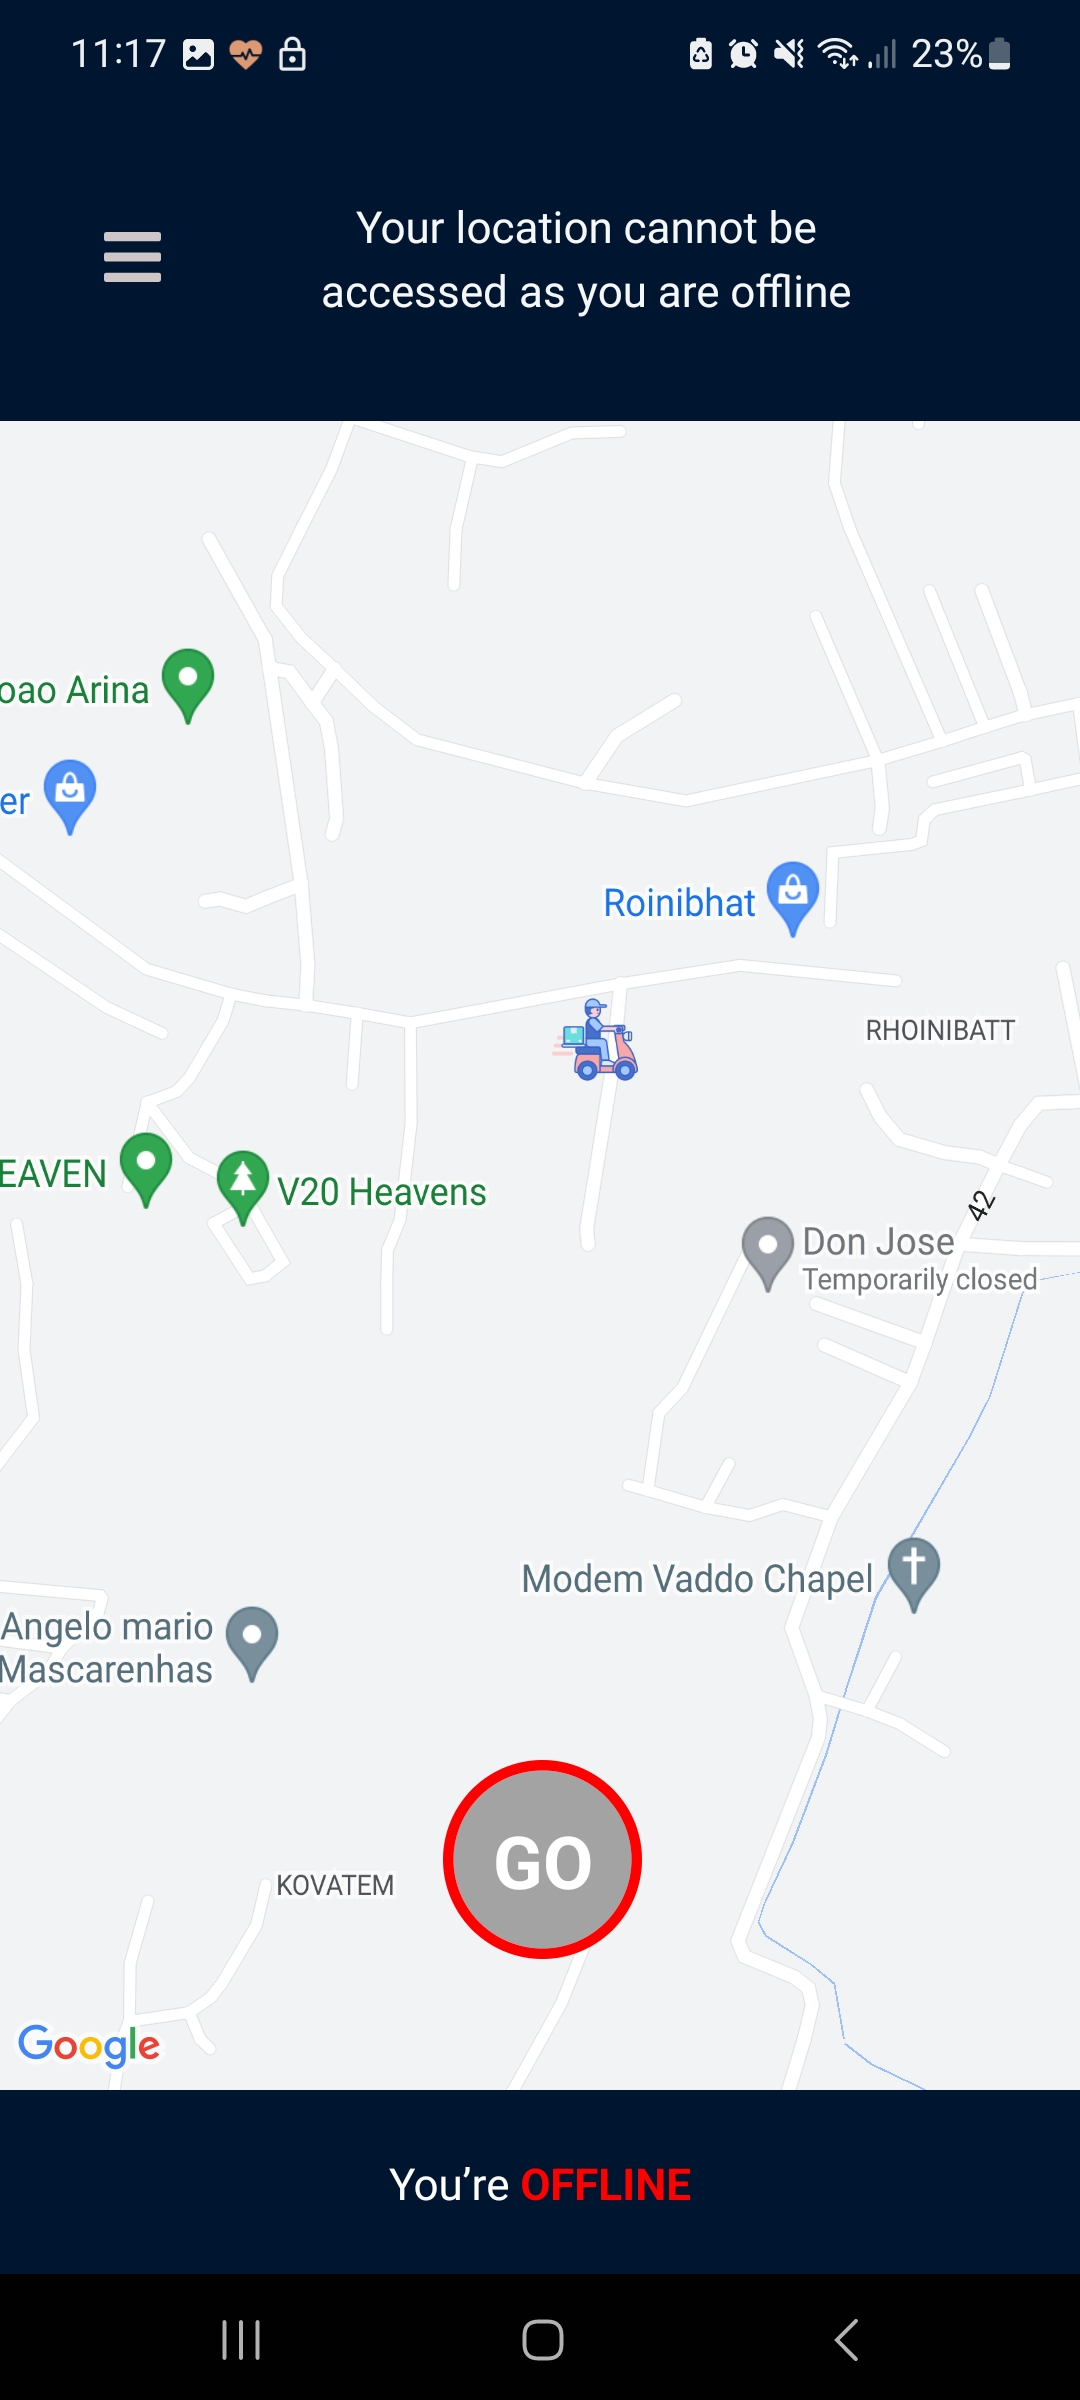 11:17
23%
Your location cannot be
accessed as you are offline
oao Arina
er
Roinibhat
RHOINIBATT
EAVEN
V20 Heavens
42
Don Jose
Temporarily closed
Modem Vaddo Chapel
Angelo mario
Mascarenhas
GO
KOVATEM
Google
You're OFFLINE